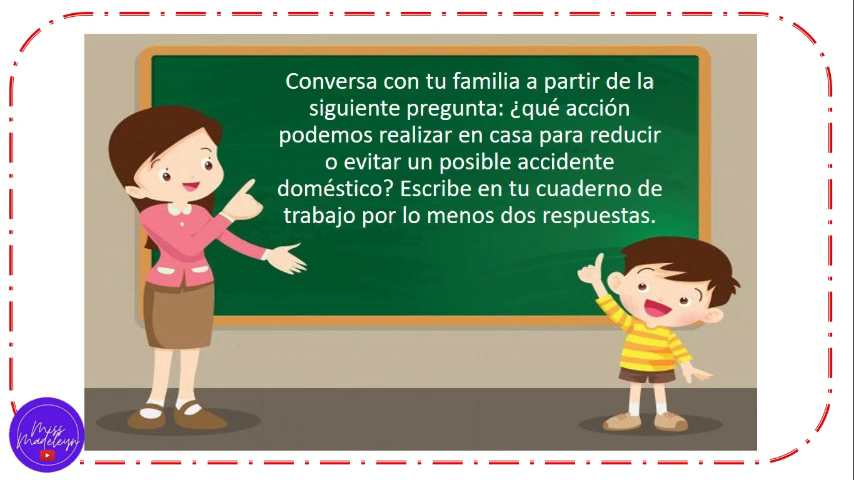 Conversa con tu familia a partir de la
siguiente pregunta: ¿qué acción
podemos realizar en casa para reducir
o evitar un posible accidente
doméstico? Escribe en tu cuaderno de
trabajo por lo menos dos respuestas.
Miss
Madeleyn